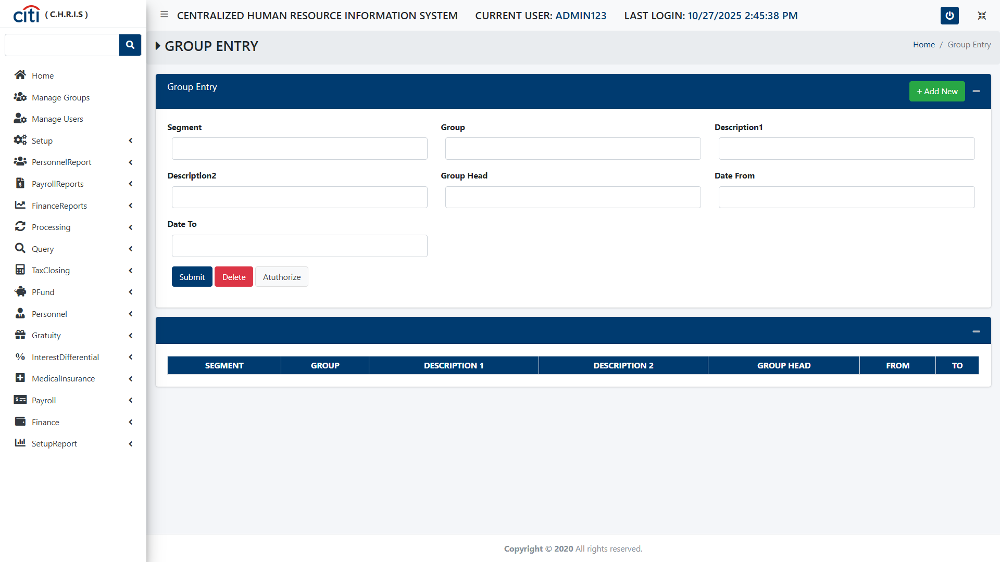 citi ( C.H.R.I.S )
CENTRALIZED HUMAN RESOURCE INFORMATION SYSTEM CURRENT USER: ADMIN123 LAST LOGIN: 10/27/2025 2:45:38 PM
GROUP ENTRY
Home / Group Entry
Home
Manage Groups
Manage Users
Setup
PersonnelReport
PayrollReports
FinanceReports
Processing
Query
TaxClosing
PFund
Personnel
Gratuity
InterestDifferential
MedicalInsurance
Payroll
Finance
SetupReport
Group Entry
+ Add New
Segment Group Description1
Description2 Group Head Date From
Date To
Submit Delete Atuthorize
SEGMENT GROUP DESCRIPTION 1 DESCRIPTION 2 GROUP HEAD FROM TO
Copyright © 2020 All rights reserved.